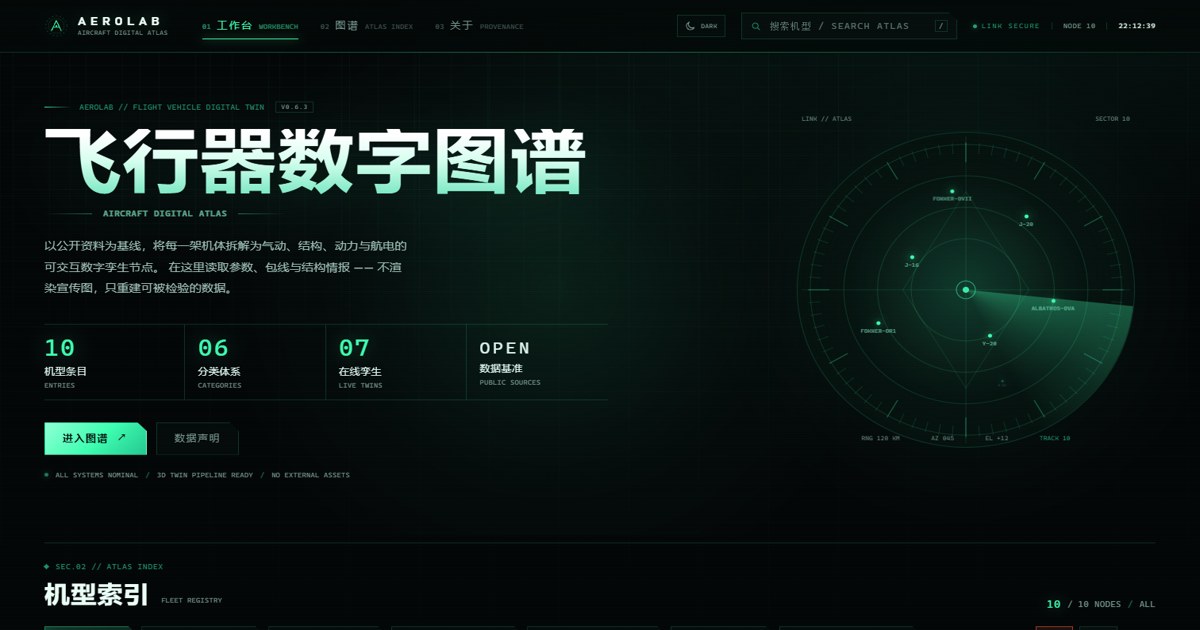 AEROLAB
AIRCRAFT DIGITAL ATLAS
01 工作台 WORKBENCH
02 图谱 ATLAS INDEX
03 关于 PROVENANCE
DARK
搜索机型 / SEARCH ATLAS /
LINK SECURE
NODE 10
22:12:39
AEROLAB // FLIGHT VEHICLE DIGITAL TWIN V0.6.3
飞行器数字图谱
AIRCRAFT DIGITAL ATLAS
以公开资料为基线，将每一架机体拆解为气动、结构、动力与航电的
可交互数字孪生节点。 在这里读取参数、包线与结构情报 —— 不渲
染宣传图，只重建可被检验的数据。
10
机型条目
ENTRIES
06
分类体系
CATEGORIES
07
在线孪生
LIVE TWINS
OPEN
数据基准
PUBLIC SOURCES
进入图谱 ↗
数据声明
ALL SYSTEMS NOMINAL / 3D TWIN PIPELINE READY / NO EXTERNAL ASSETS
LINK // ATLAS
SECTOR 10
FOKKER-DVII
J-20
ALBATROS-DVA
FOKKER-DR1
Y-20
RNG 120 KM
AZ 045
EL +12
TRACK 10
SEC.02 // ATLAS INDEX
机型索引 FLEET REGISTRY
10 / 10 NODES / ALL